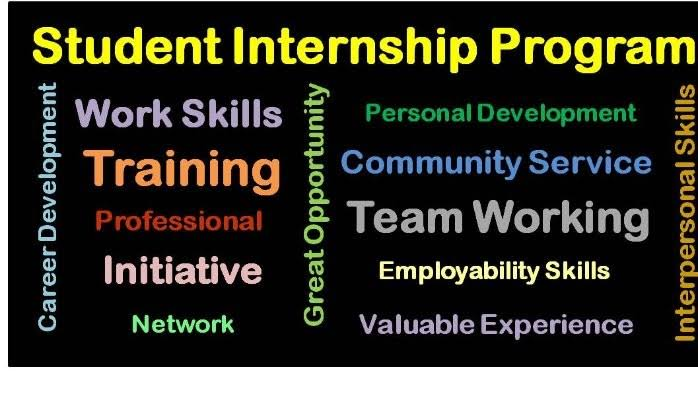 Student Internship Program
Career Development
Work Skills
Training
Professional
Initiative
Network
Great Opportunity
Personal Development
Community Service
Team Working
Employability Skills
Valuable Experience
Interpersonal Skills